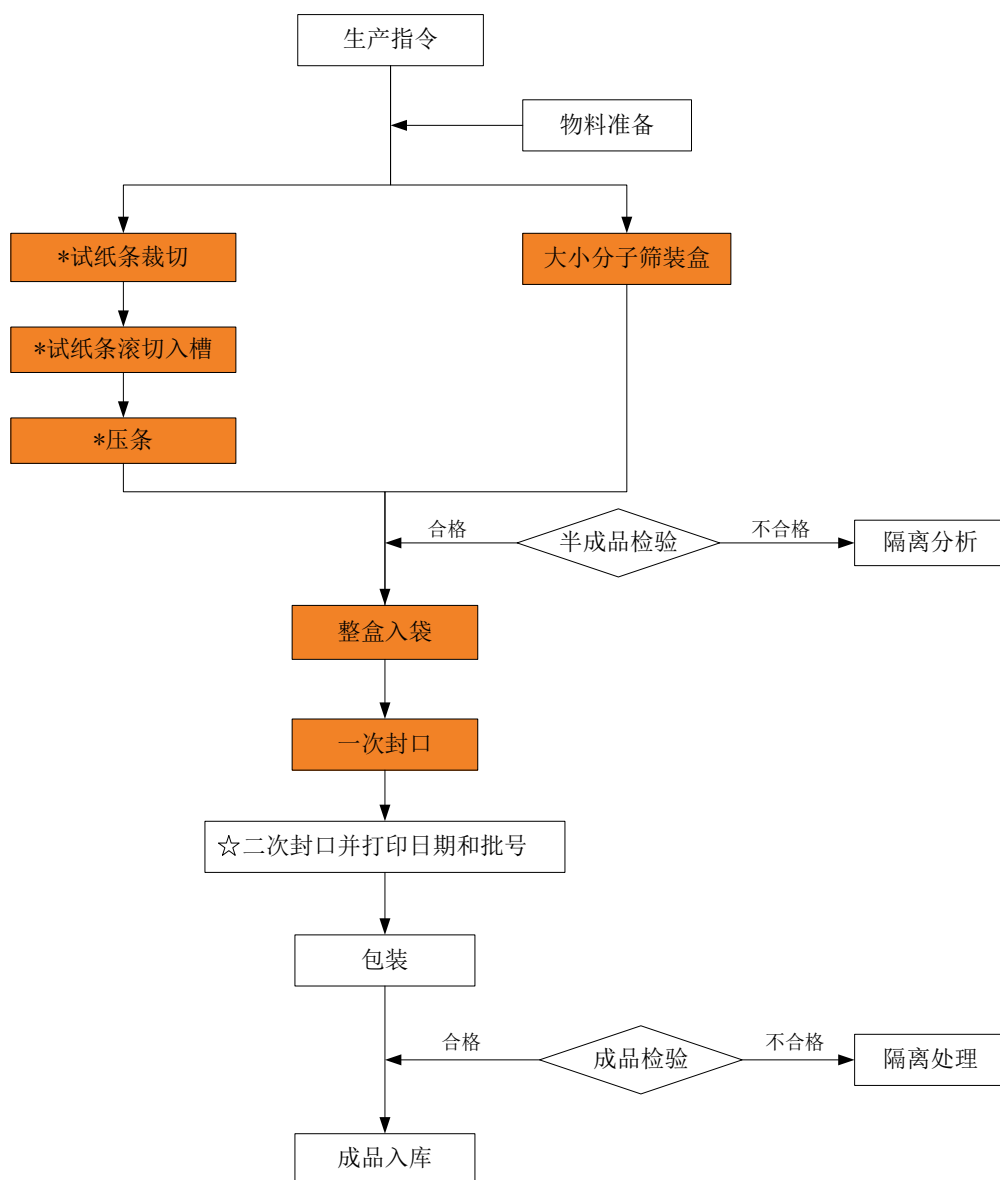 生产指令
物料准备
*试纸条裁切
大小分子筛装盒
*试纸条滚切入槽
*压条
合格
半成品检验
不合格
隔离分析
整盒入袋
一次封口
☆二次封口并打印日期和批号
包装
合格
成品检验
不合格
隔离处理
成品入库